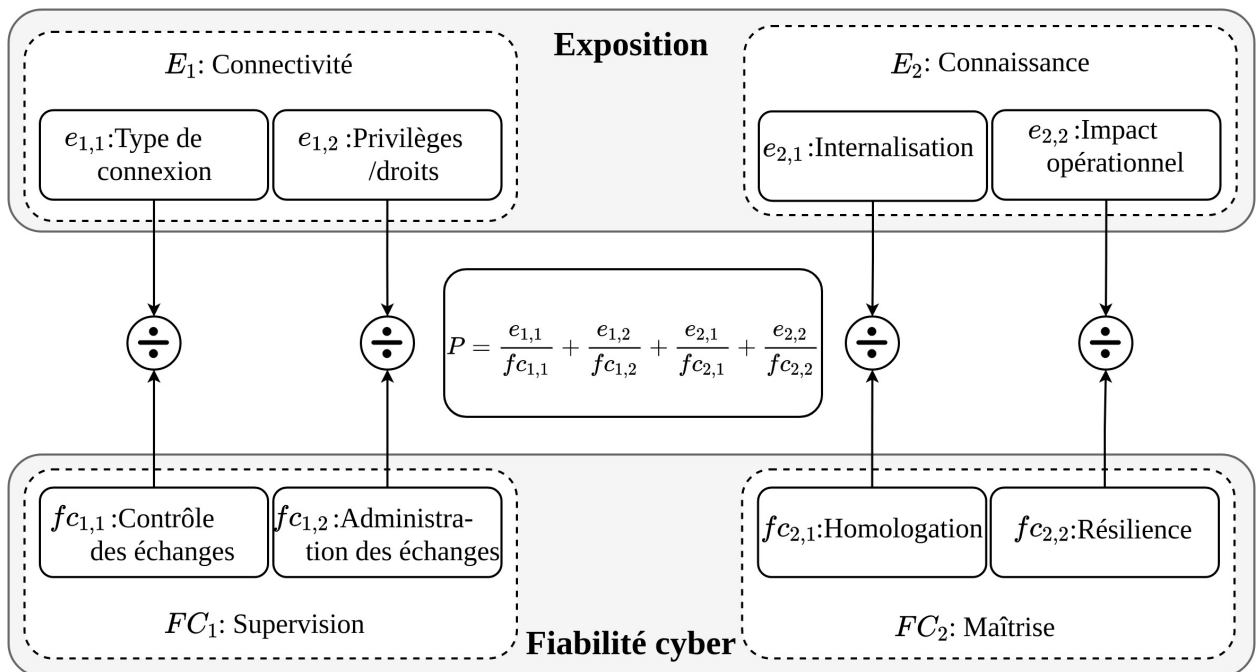 Exposition
E₁: Connectivité
e₁,₁:Type de
connexion
e₁,₂:Privilèges
/droits
E₂: Connaissance
e₂,₁:Internalisation
e₂,₂:Impact
opérationnel
÷
÷
P = e₁,₁/fc₁,₁ + e₁,₂/fc₁,₂ + e₂,₁/fc₂,₁ + e₂,₂/fc₂,₂
÷
÷
fc₁,₁:Contrôle
des échanges
fc₁,₂:Administra-
tion des échanges
FC₁: Supervision
fc₂,₁:Homologation
fc₂,₂:Résilience
FC₂: Maîtrise
Fiabilité cyber